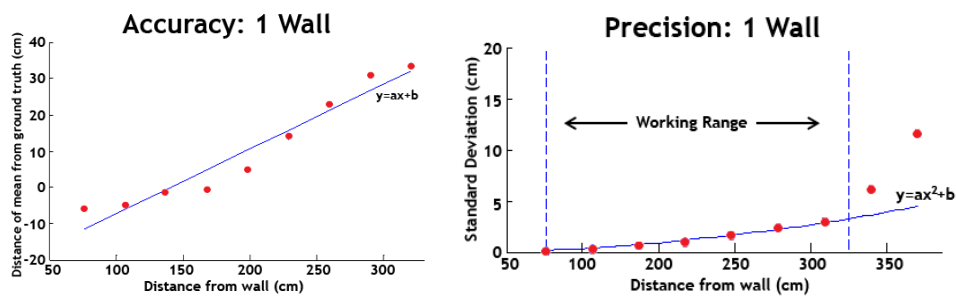 Accuracy: 1 Wall
Distance of mean from ground truth (cm)
40
30
20
10
0
-10
-20
y=ax+b
50
100
150
200
250
300
Distance from wall (cm)
Precision: 1 Wall
Standard Deviation (cm)
20
15
10
5
0
Working Range
y=ax²+b
50
100
150
200
250
300
350
Distance from wall (cm)